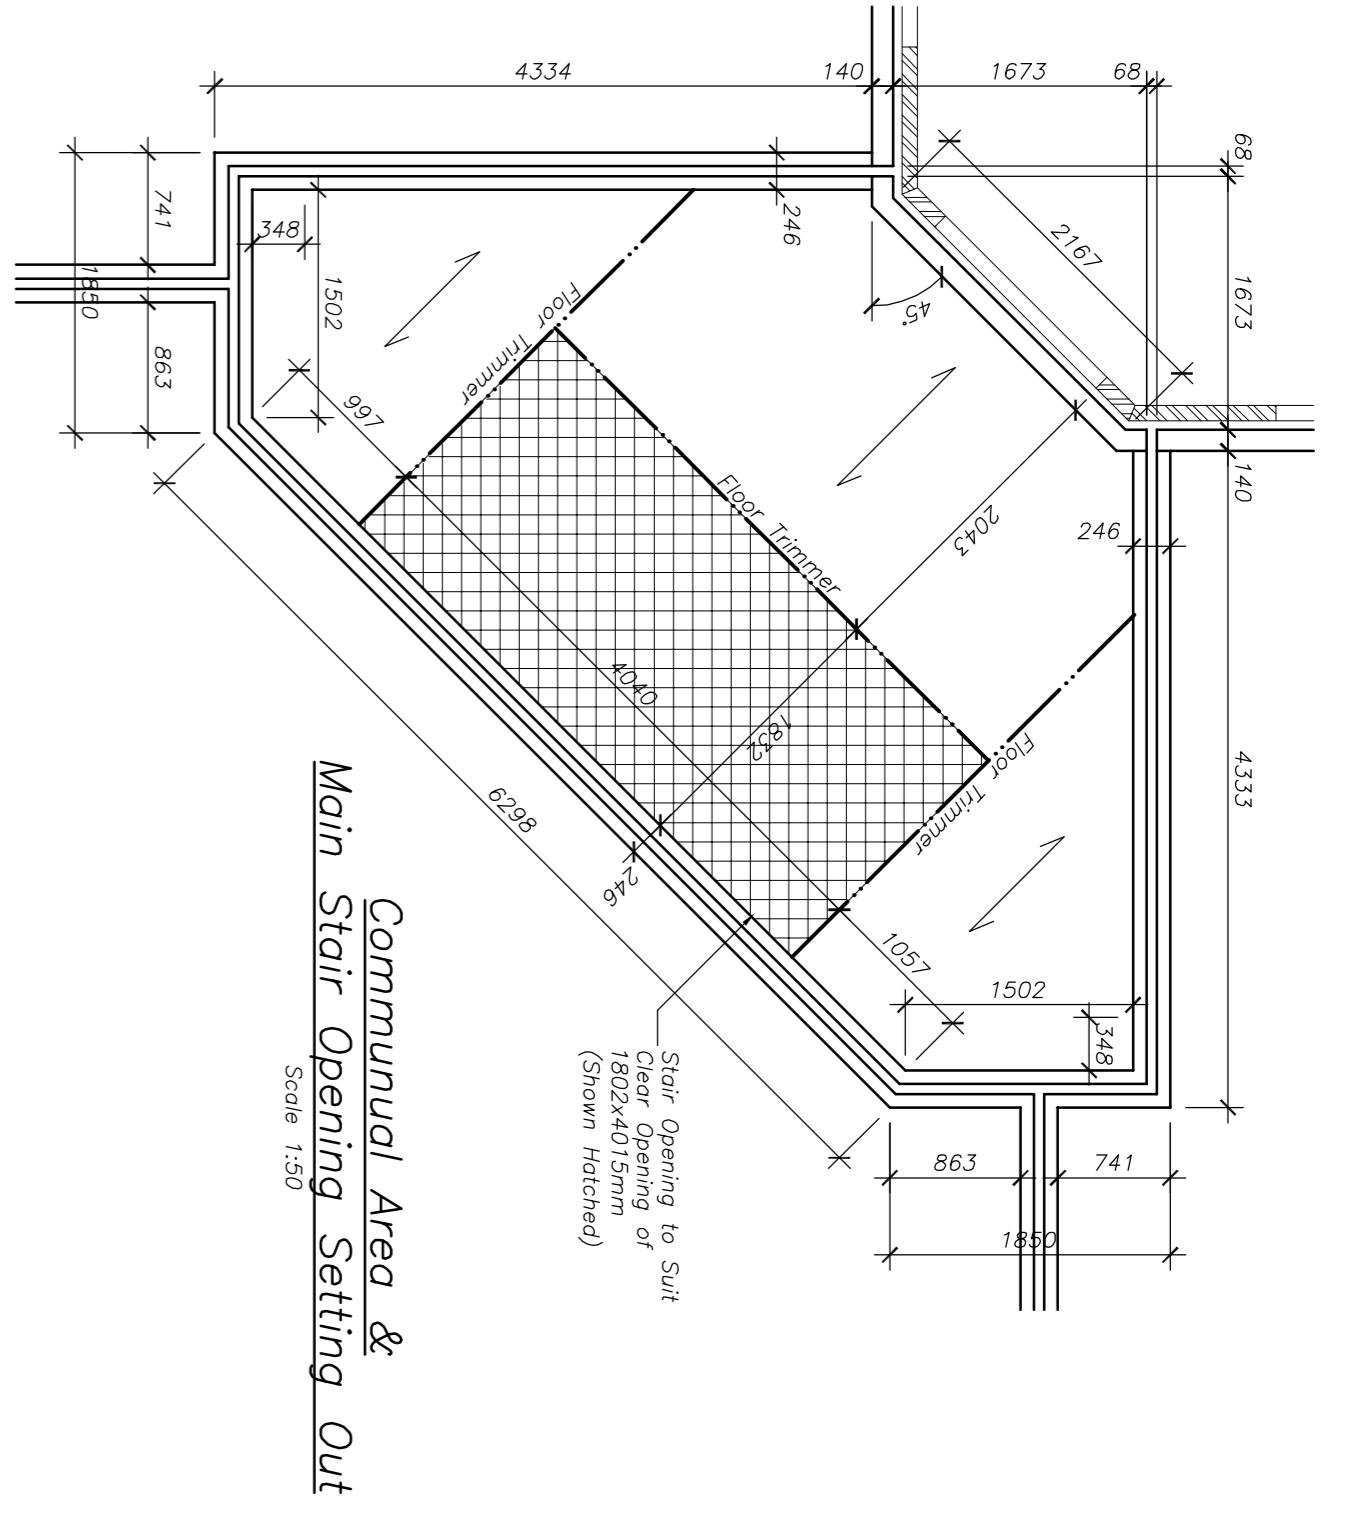 4334
140
1673
68
68
741
246
2167
348
1502
1673
1850
45°
863
997
Floor Trimmer
140
Floor Trimmer
2043
246
4040
1832
4333
Floor Trimmer
6298
246
1057
1502
348
863
741
1850
Stair Opening to Suit
Clear Opening of
1802x4015mm
(Shown Hatched)
Communual Area &
Main Stair Opening Setting Out
Scale 1:50